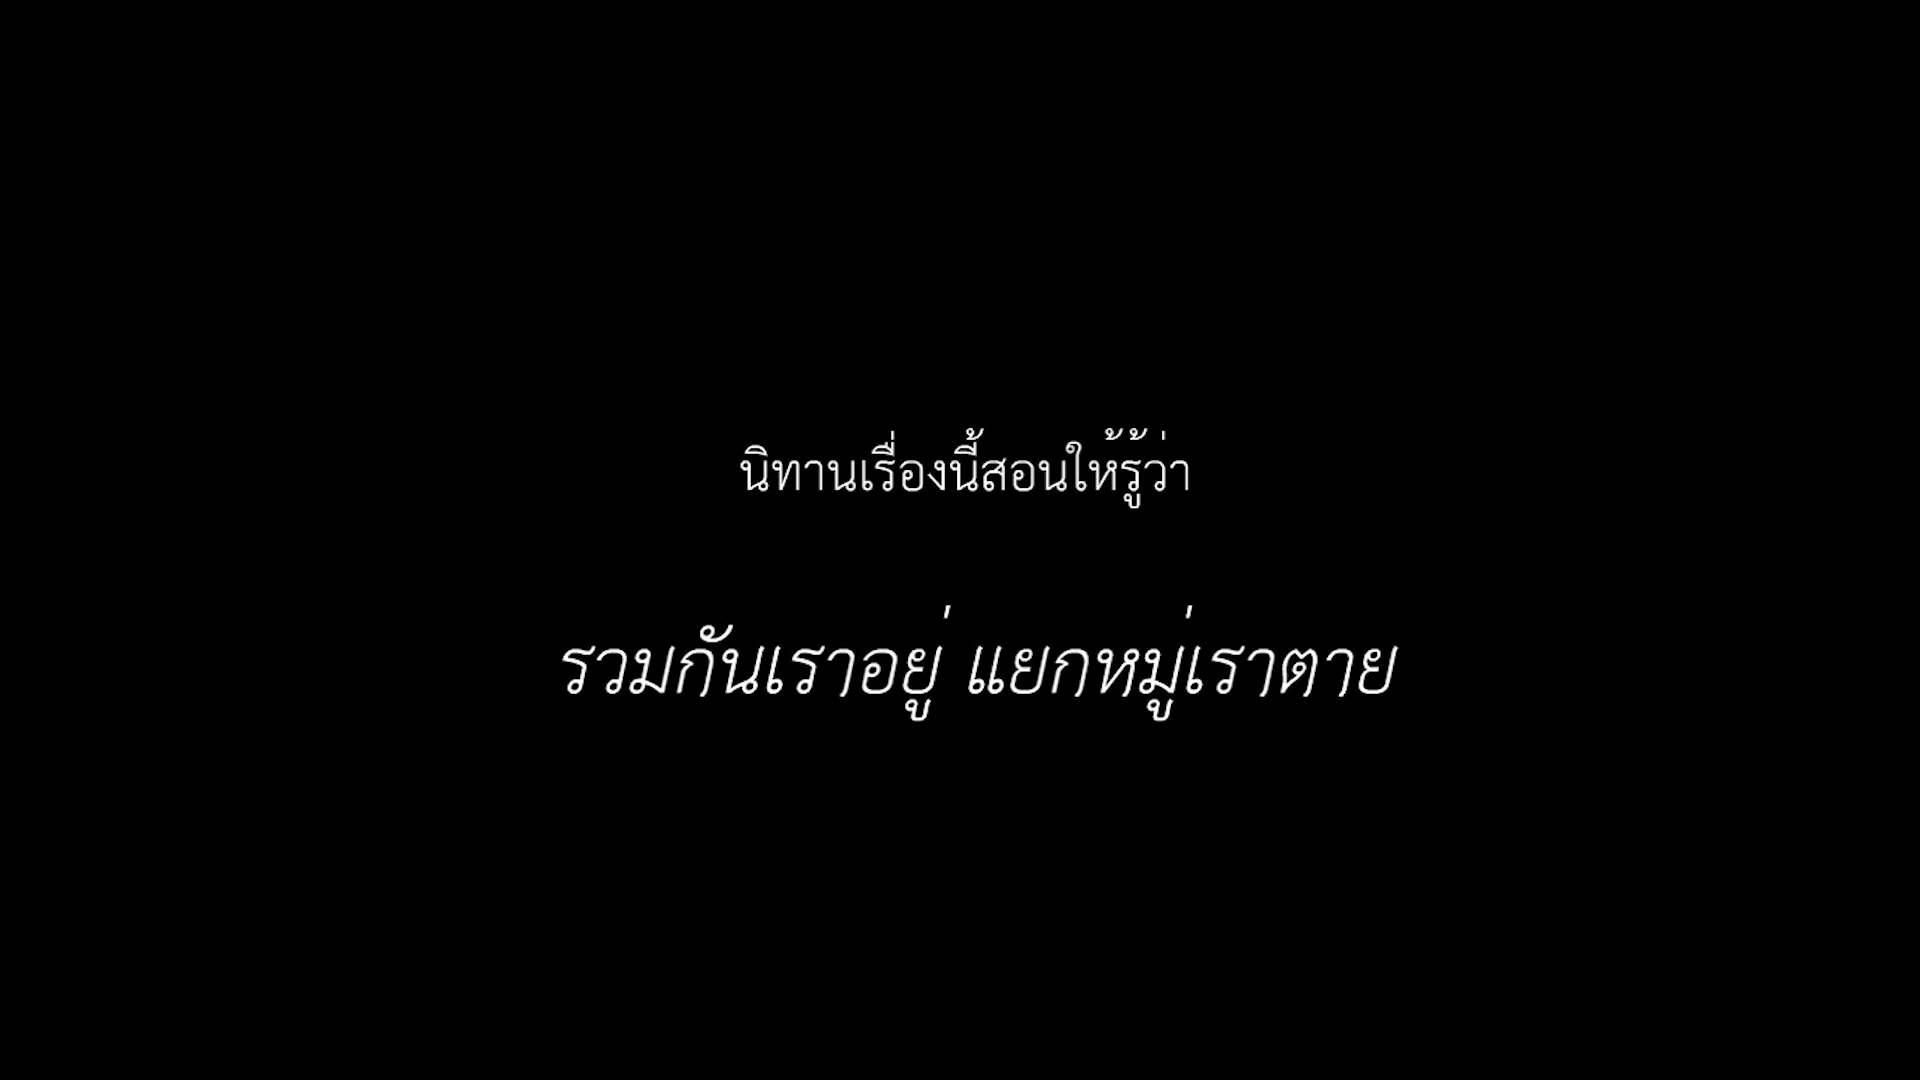 นิทานเรื่องนี้สอนให้รู้ว่า
รวมกันเราอยู่ แยกหมู่เราตาย